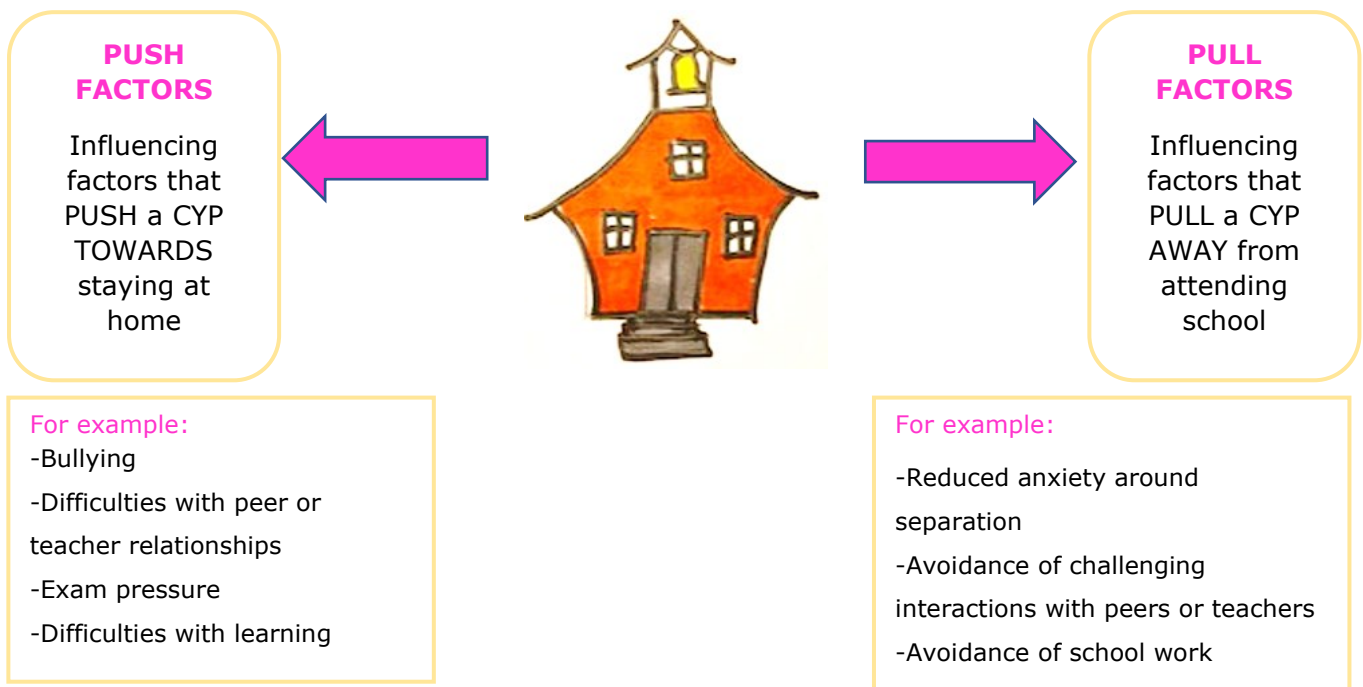 PUSH
FACTORS
Influencing
factors that
PUSH a CYP
TOWARDS
staying at
home
For example:
-Bullying
-Difficulties with peer or
teacher relationships
-Exam pressure
-Difficulties with learning
PULL
FACTORS
Influencing
factors that
PULL a CYP
AWAY from
attending
school
For example:
-Reduced anxiety around
separation
-Avoidance of challenging
interactions with peers or teachers
-Avoidance of school work